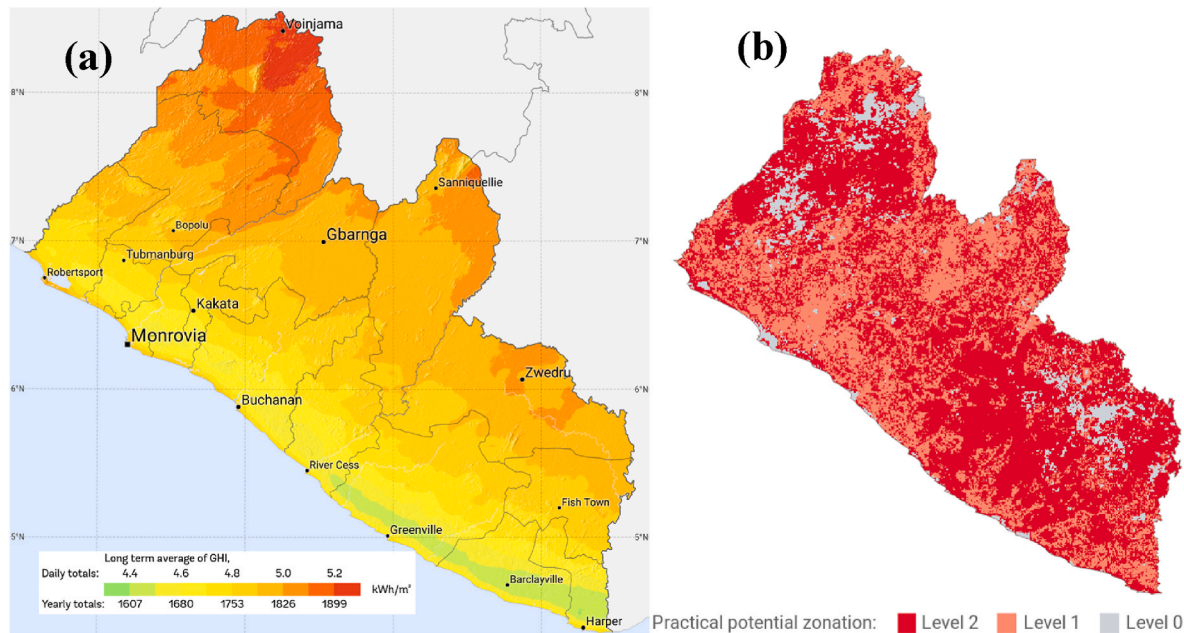 (a)
Voinjama
8°N
Sanniquellie
Bopolu
Gbarnga
7°N
7°N
Tubmanburg
Robertsport
Kakata
Monrovia
Zwedru
6°N
6°N
Buchanan
River Cess
Fish Town
Greenville
5°N
5°N
Barclayville
Harper
Long term average of GHI,
Daily totals: 4.4 4.6 4.8 5.0 5.2 kWh/m²
Yearly totals: 1607 1680 1753 1826 1899
(b)
8°N
Practical potential zonation: Level 2 Level 1 Level 0